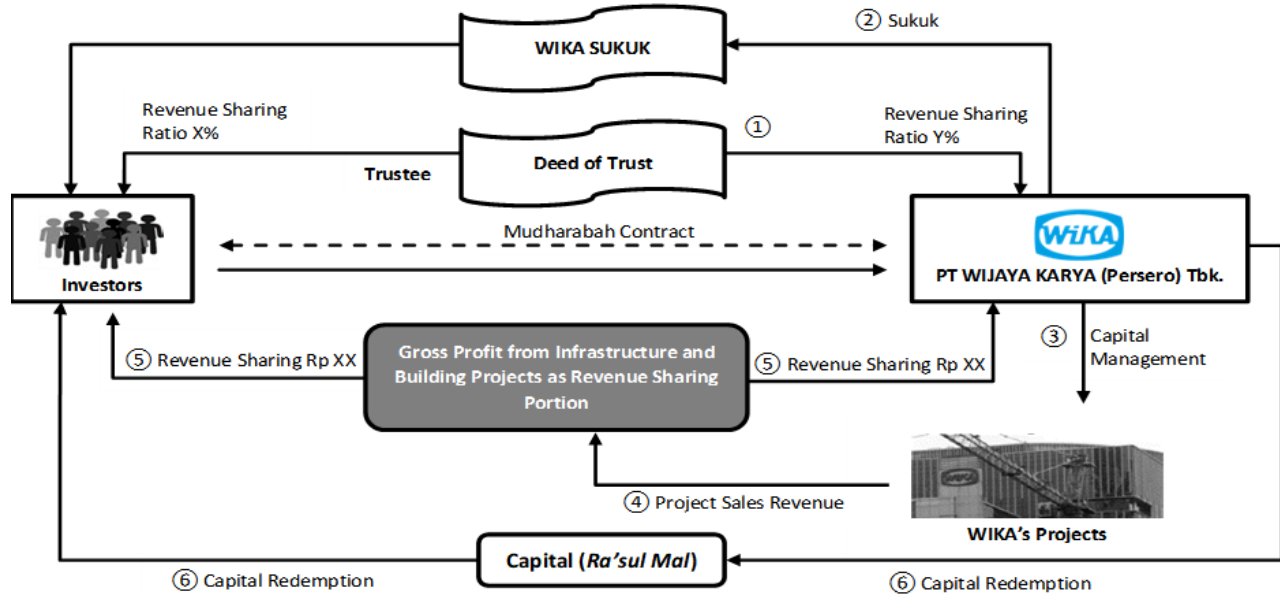 ② Sukuk
WIKA SUKUK
Revenue Sharing
Ratio X%
①
Revenue Sharing
Ratio Y%
Trustee
Deed of Trust
Mudharabah Contract
WiKA
Investors
PT WIJAYA KARYA (Persero) Tbk.
⑤ Revenue Sharing Rp XX
Gross Profit from Infrastructure and
Building Projects as Revenue Sharing
Portion
⑤ Revenue Sharing Rp XX
③ Capital
Management
④ Project Sales Revenue
WIKA
WIKA's Projects
Capital (Ra'sul Mal)
⑥ Capital Redemption
⑥ Capital Redemption